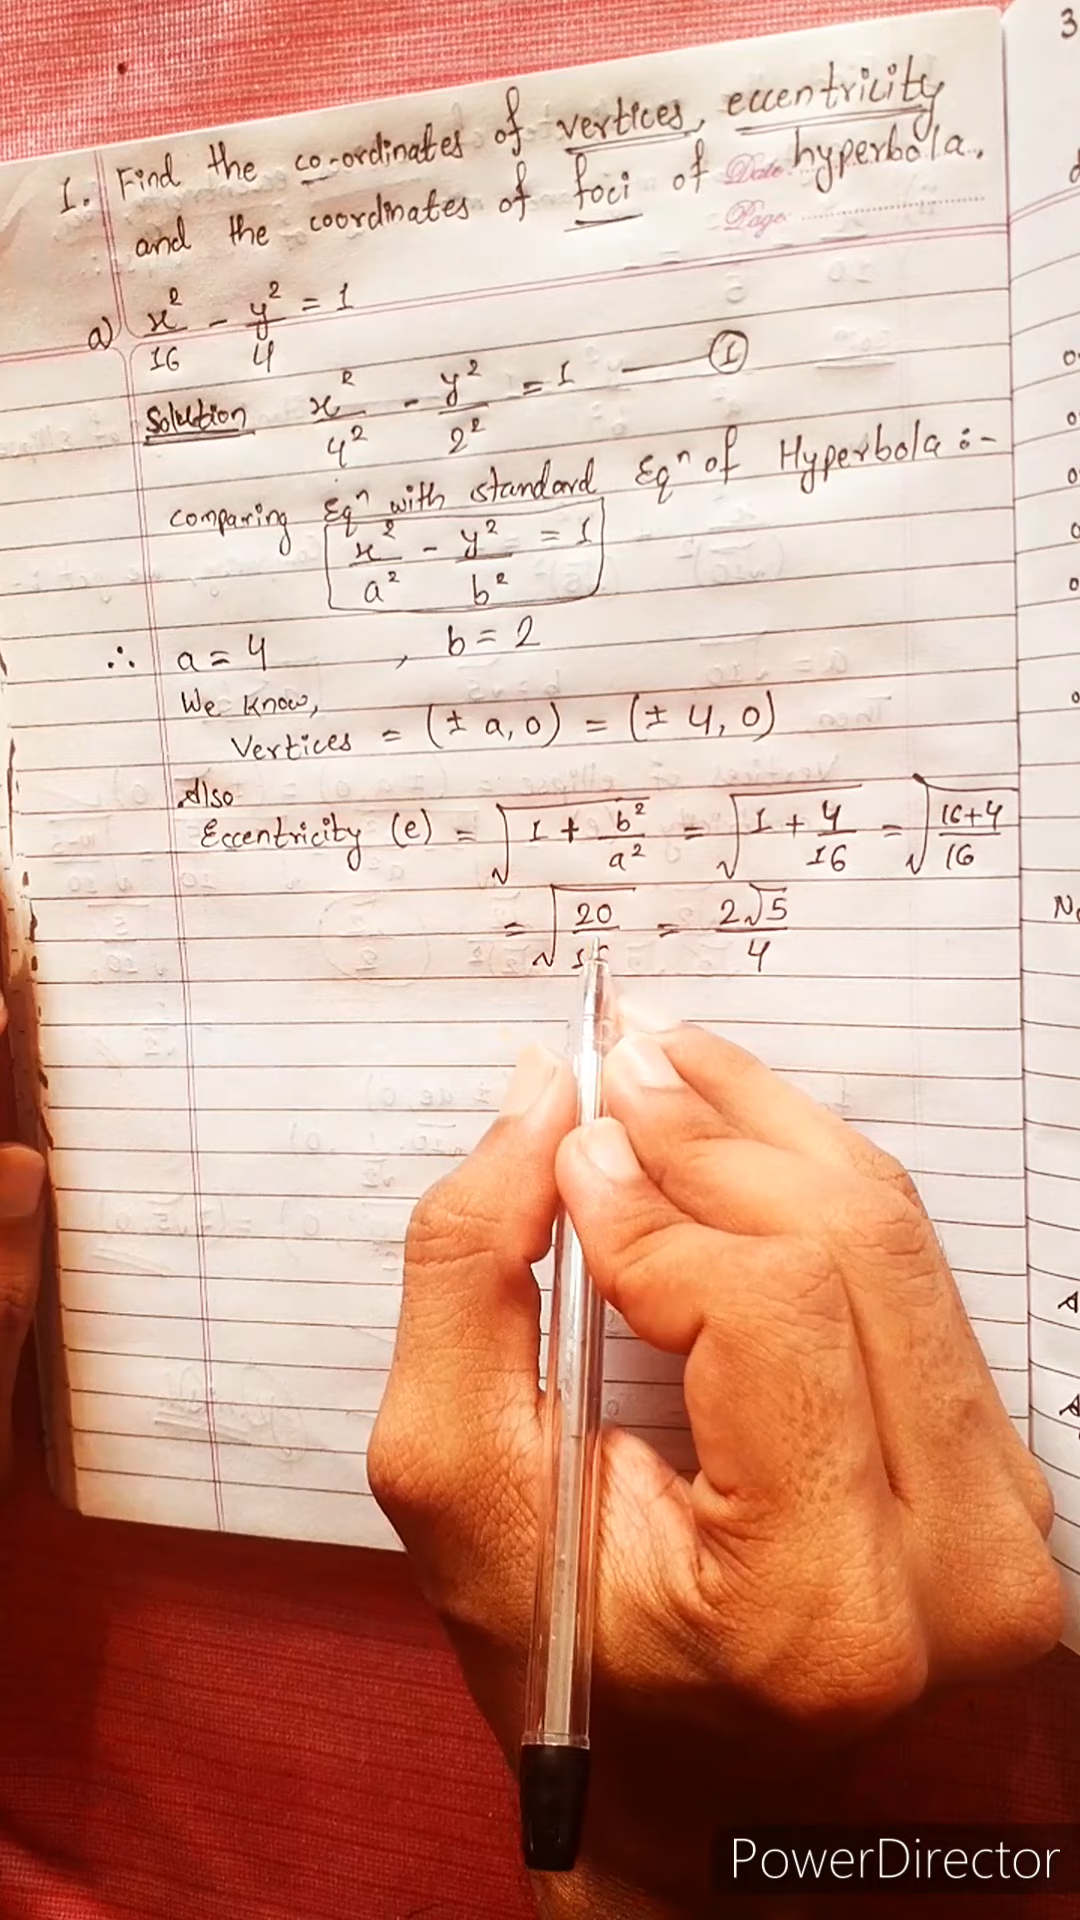 1. Find the co-ordinates of vertices, eccentricity
and the coordinates of foci of hyperbola.
Date:
Page:
a) x²/16 - y²/4 = 1
Solution x²/4² - y²/2² = 1 — (1)
comparing Eqⁿ with standard Eqⁿ of Hyperbola :-
x²/a² - y²/b² = 1
∴ a = 4 , b = 2
We know,
Vertices = (± a, 0) = (± 4, 0)
Also
Eccentricity (e) = √(1 + b²/a²) = √(1 + 4/16) = √((16+4)/16)
= √(20/16) = 2√5/4
3
PowerDirector